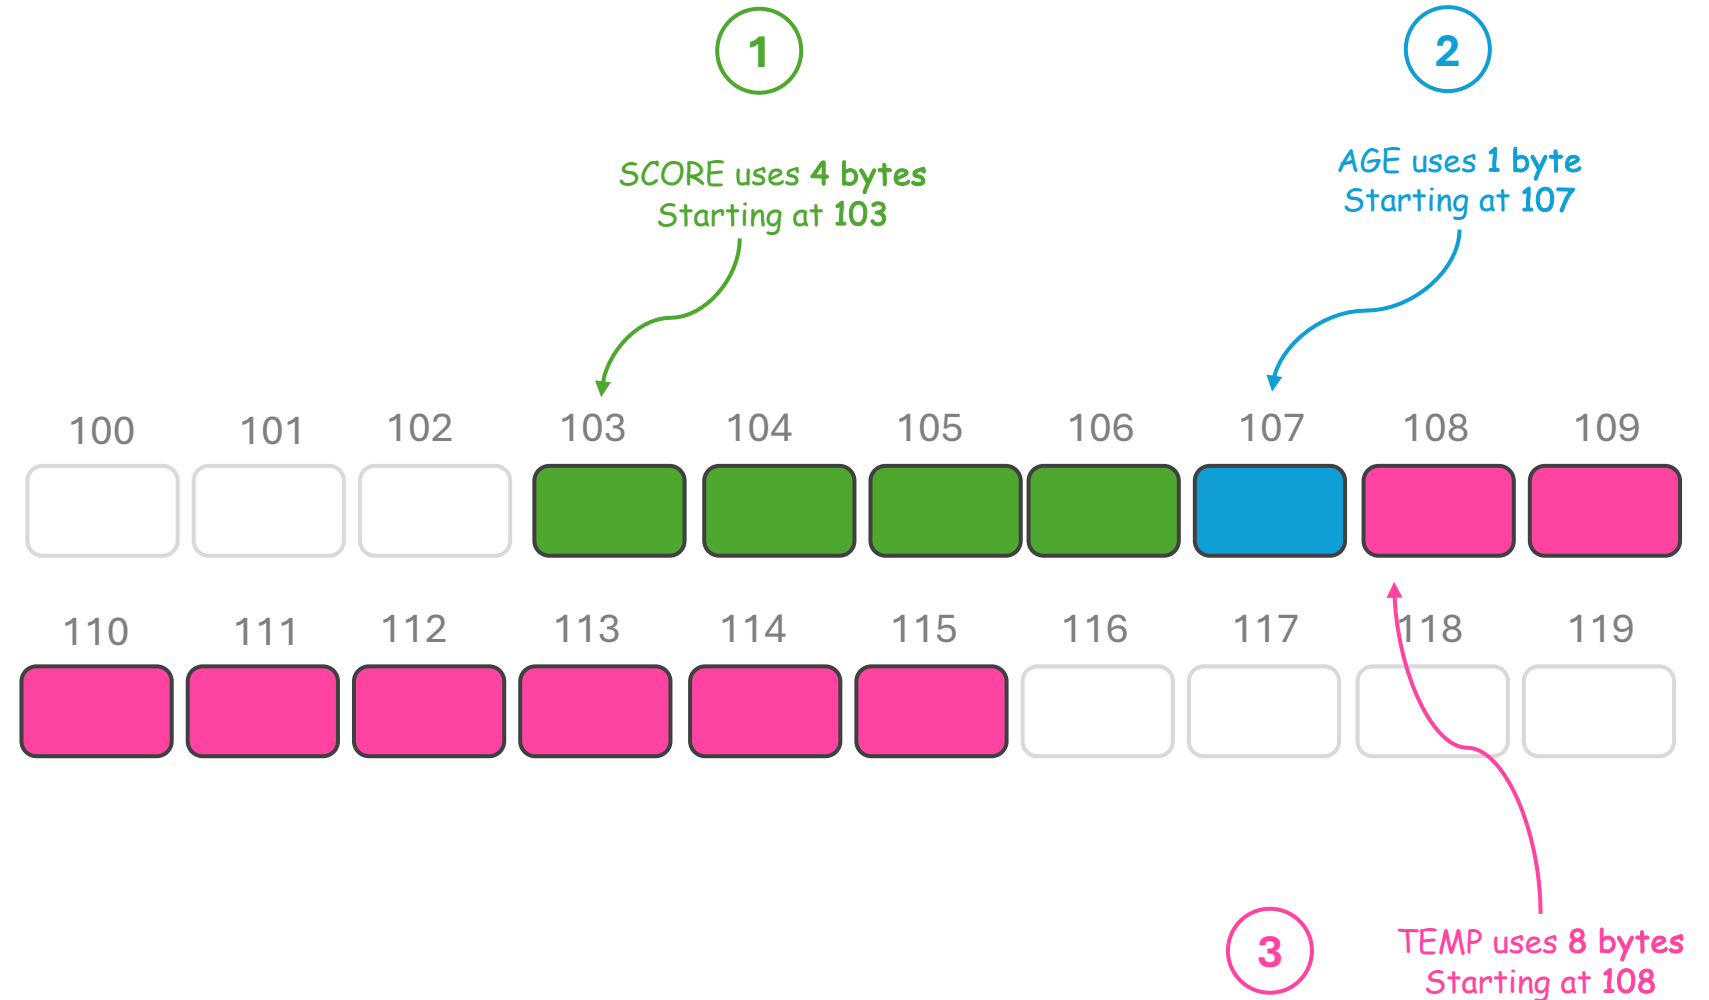 1
2
SCORE uses 4 bytes
Starting at 103
AGE uses 1 byte
Starting at 107
100 101 102 103 104 105 106 107 108 109
110 111 112 113 114 115 116 117 118 119
3
TEMP uses 8 bytes
Starting at 108